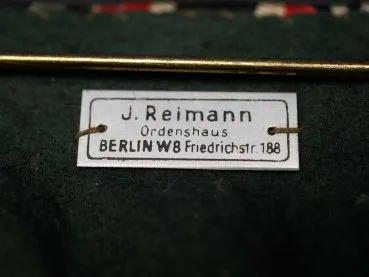 J. Reimann
Ordenshaus
BERLIN W8 Friedrichstr. 188